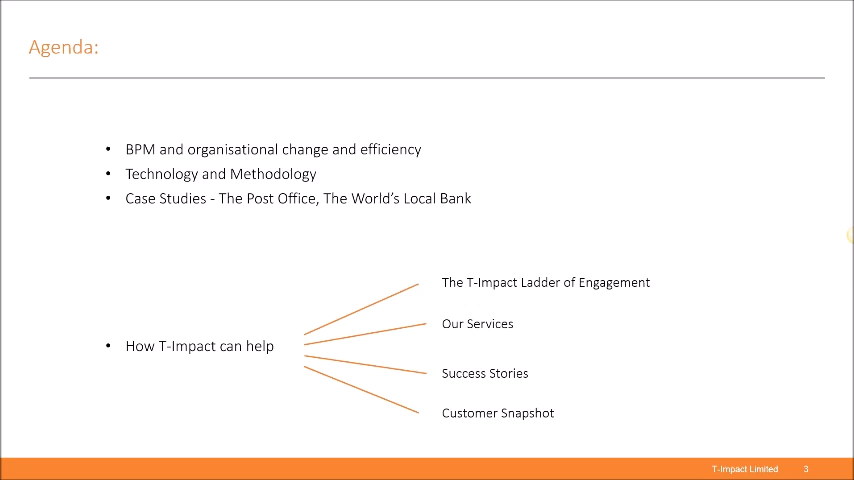 Agenda:
• BPM and organisational change and efficiency
• Technology and Methodology
• Case Studies - The Post Office, The World’s Local Bank
• How T-Impact can help
The T-Impact Ladder of Engagement
Our Services
Success Stories
Customer Snapshot
T-Impact Limited 3